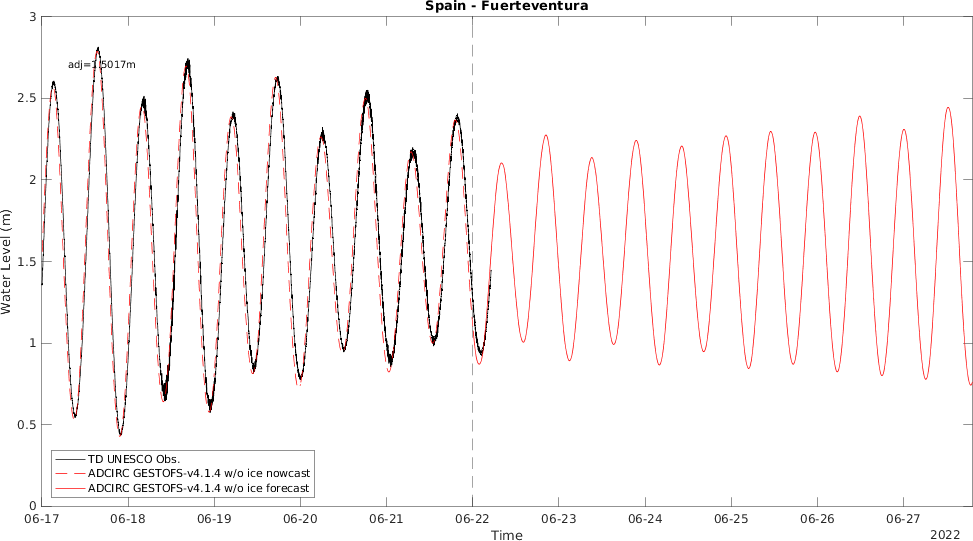 Spain - Fuerteventura
3
adj=1.5017m
2.5
2
1.5
1
0.5
0
Water Level (m)
TD UNESCO Obs.
ADCIRC GESTOFS-v4.1.4 w/o ice nowcast
ADCIRC GESTOFS-v4.1.4 w/o ice forecast
06-17 06-18 06-19 06-20 06-21 06-22 06-23 06-24 06-25 06-26 06-27
Time
2022